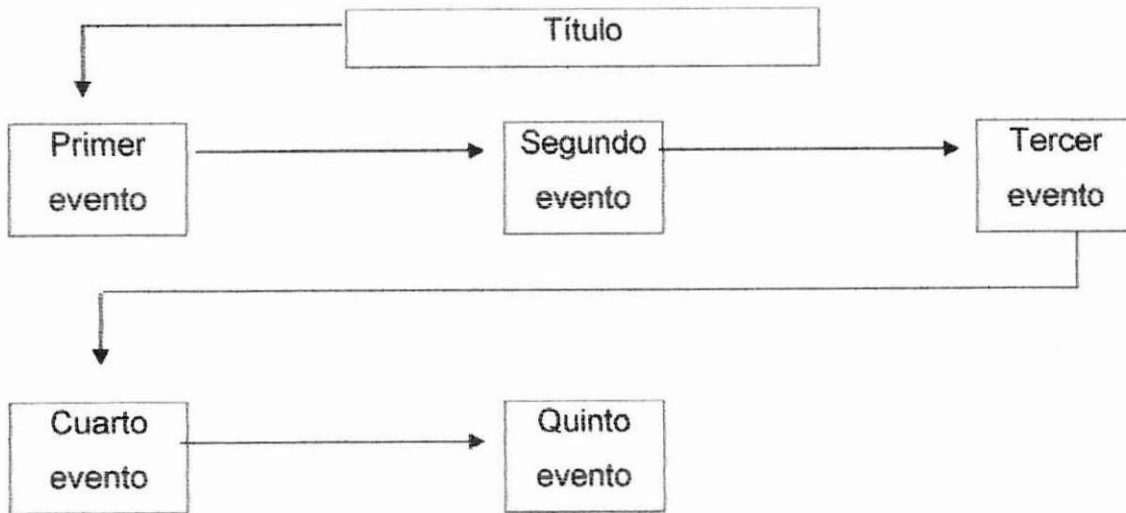 Título
Primer
evento
Segundo
evento
Tercer
evento
Cuarto
evento
Quinto
evento